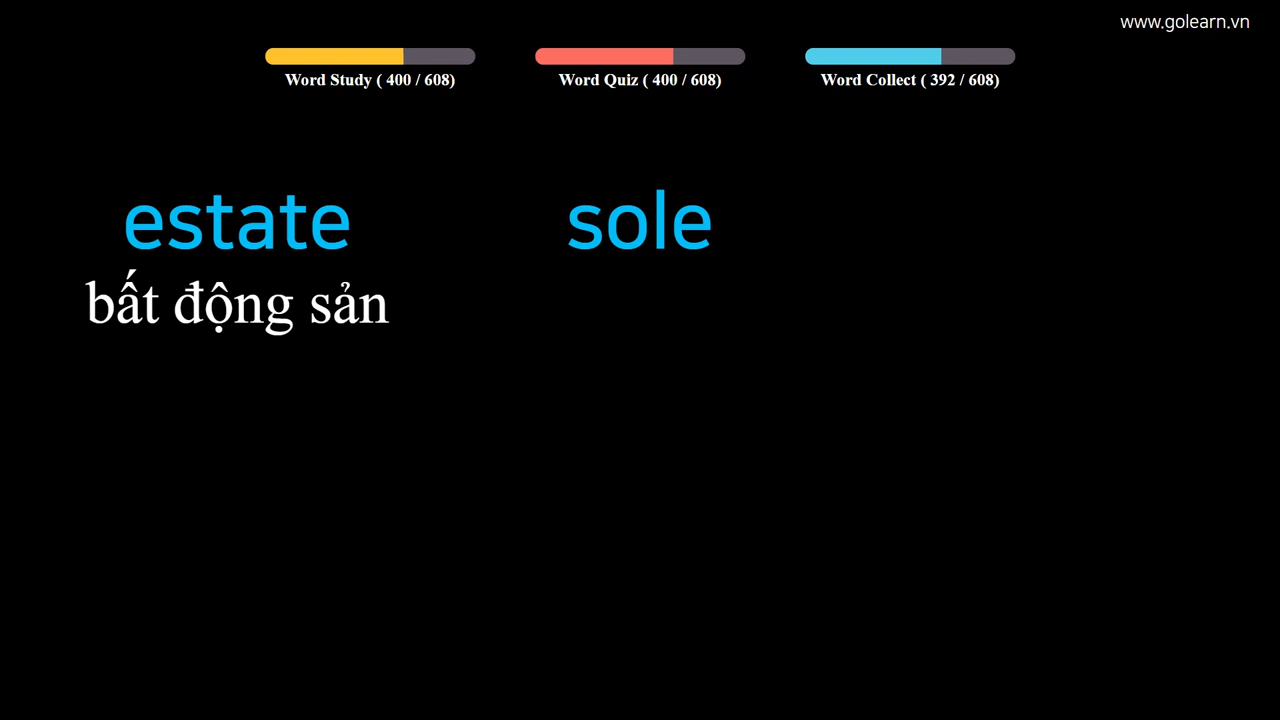 www.golearn.vn
Word Study ( 400 / 608)
Word Quiz ( 400 / 608)
Word Collect ( 392 / 608)
estate
sole
bất động sản